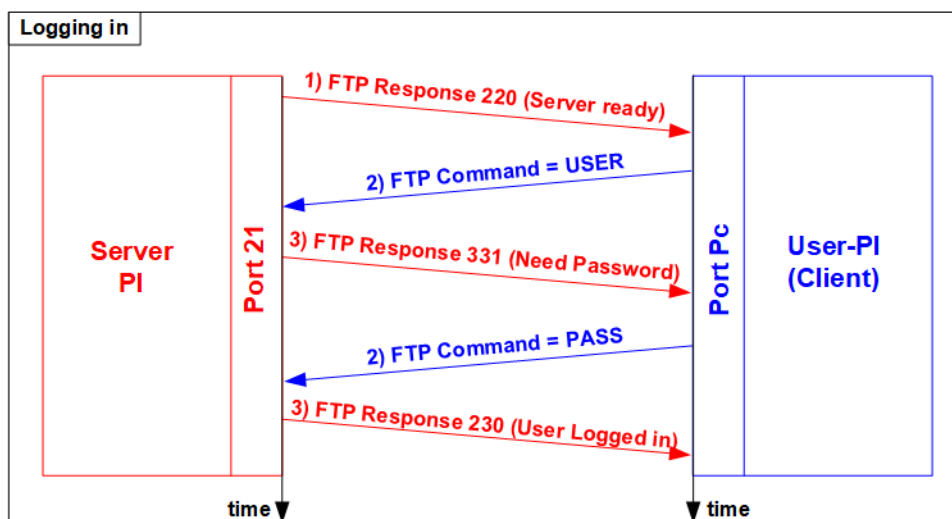 Logging in
1) FTP Response 220 (Server ready)
2) FTP Command = USER
3) FTP Response 331 (Need Password)
2) FTP Command = PASS
3) FTP Response 230 (User Logged in)
Server
PI
Port 21
Port Pc
User-PI
(Client)
time
time